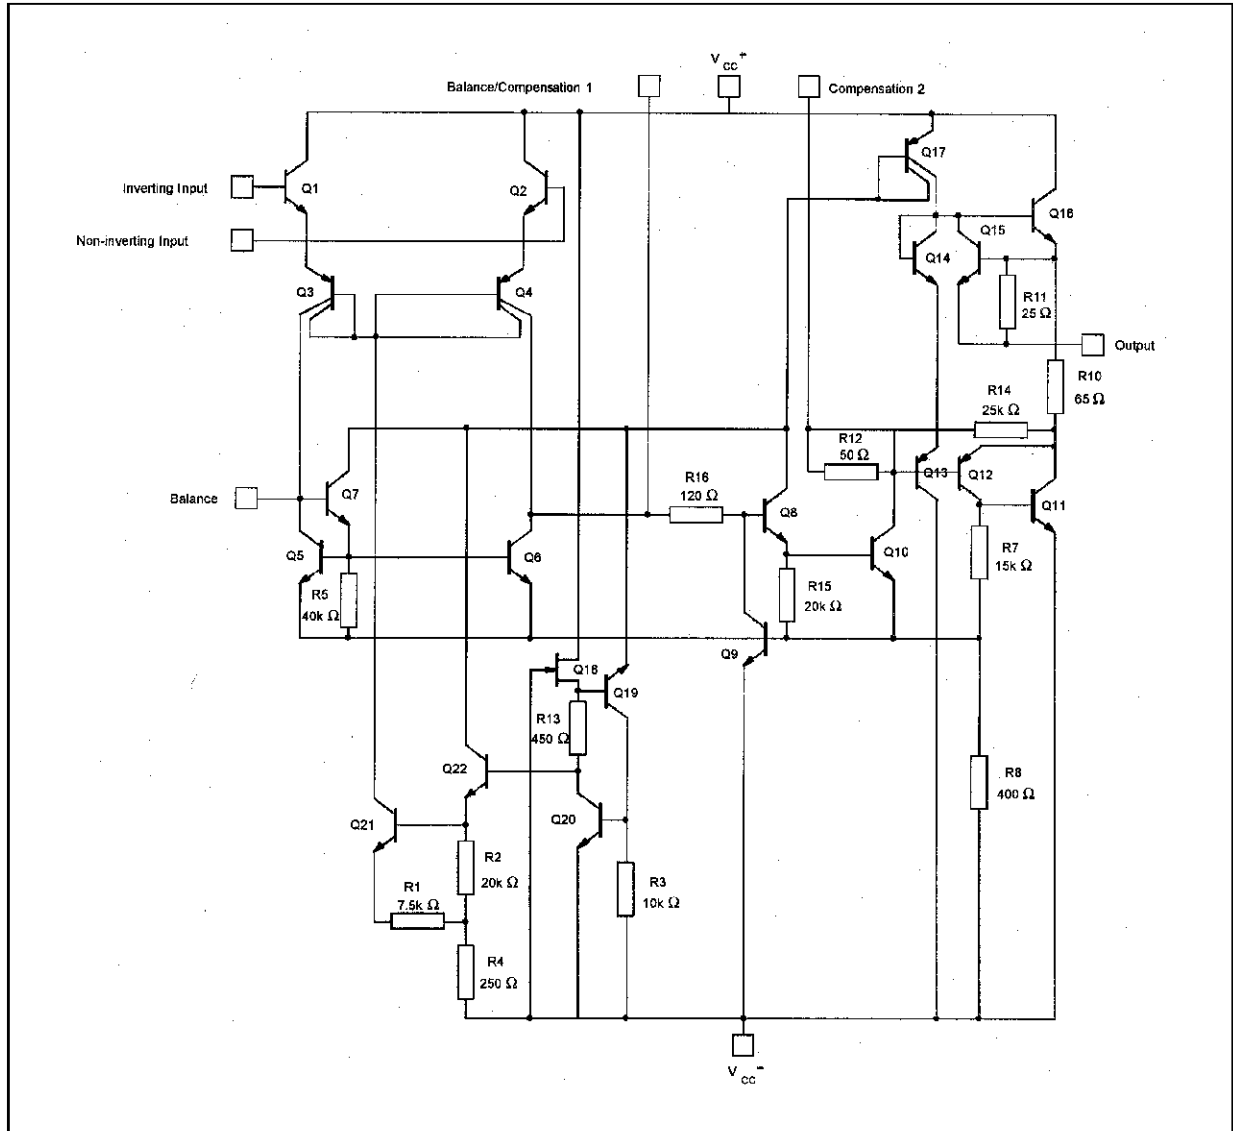 V CC +
Balance/Compensation 1
Compensation 2
Q17
Inverting Input
Q1
Q2
Q16
Non-inverting Input
Q15
Q14
Q3
Q4
R11
25 Ω
Output
R14
25k Ω
R10
65 Ω
R12
50 Ω
Q13
Q12
Balance
Q7
R16
120 Ω
Q8
Q11
Q5
Q6
Q10
R7
15k Ω
R5
40k Ω
R15
20k Ω
Q9
Q18
Q19
R13
450 Ω
Q22
R8
400 Ω
Q21
Q20
R2
20k Ω
R3
10k Ω
R1
7.5k Ω
R4
250 Ω
V CC -